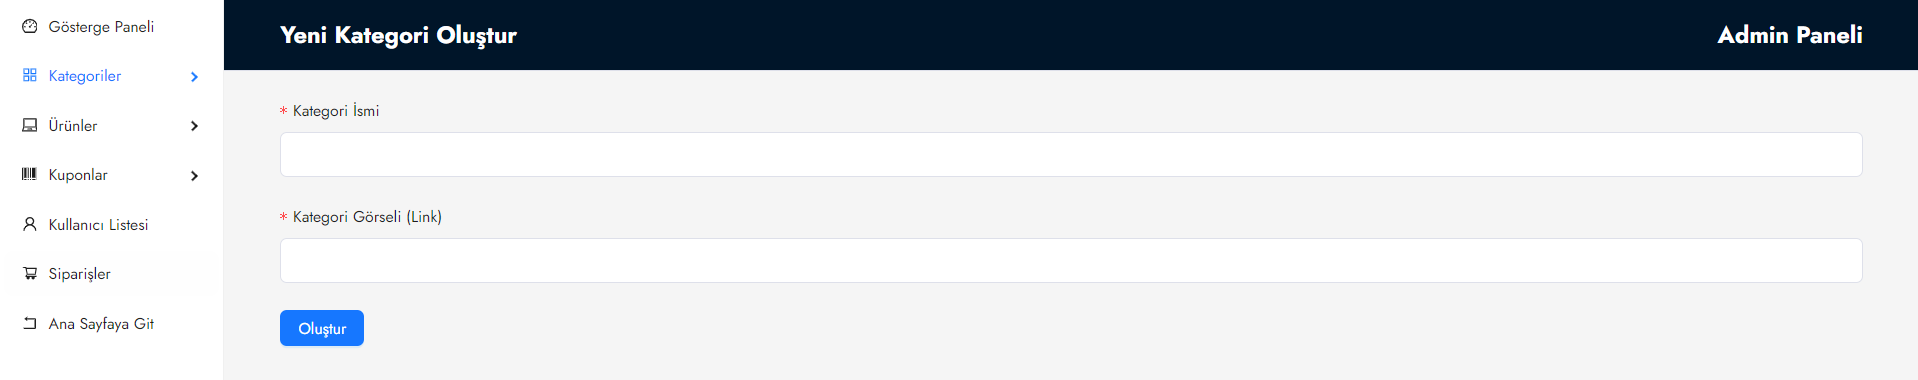 Gösterge Paneli
Kategoriler
Ürünler
Kuponlar
Kullanıcı Listesi
Siparişler
Ana Sayfaya Git
Yeni Kategori Oluştur
Admin Paneli
* Kategori İsmi
* Kategori Görseli (Link)
Oluştur